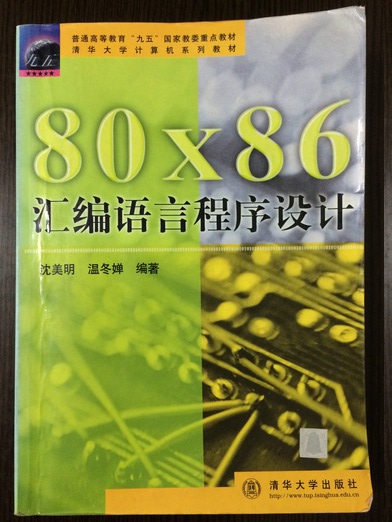 普通高等教育"九五"国家教委重点教材
清华大学计算机系列教材
80x86
汇编语言程序设计
沈美明 温冬婵 编著
清华大学出版社
http://www.tup.tsinghua.edu.cn